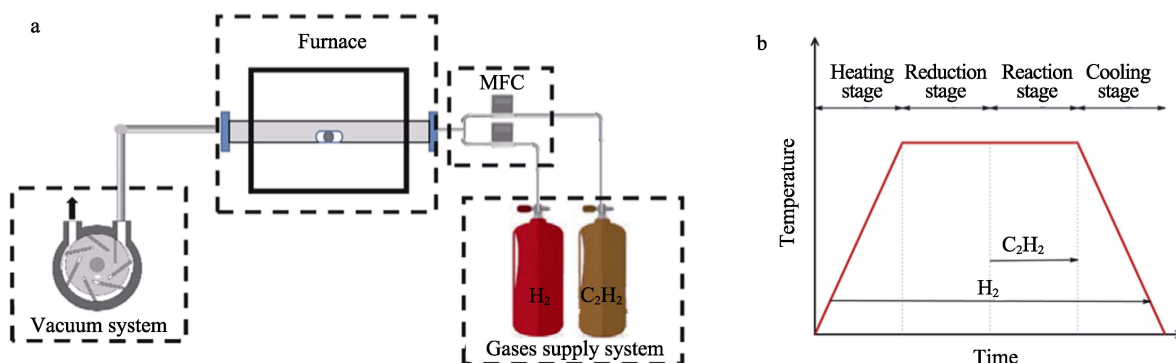 a
Furnace
MFC
H₂
C₂H₂
Vacuum system
Gases supply system
b
Heating stage
Reduction stage
Reaction stage
Cooling stage
Temperature
C₂H₂
H₂
Time